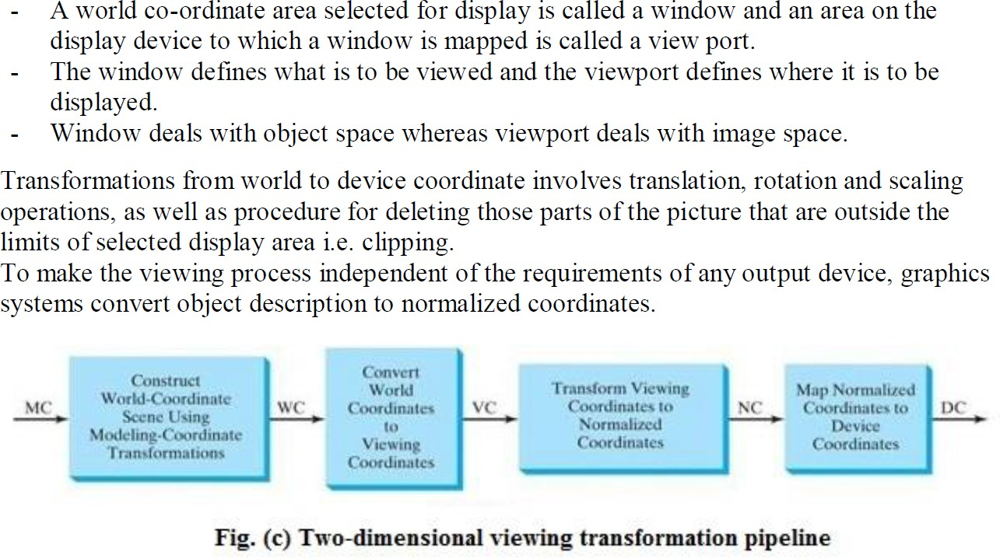 - A world co-ordinate area selected for display is called a window and an area on the
display device to which a window is mapped is called a view port.
- The window defines what is to be viewed and the viewport defines where it is to be
displayed.
- Window deals with object space whereas viewport deals with image space.
Transformations from world to device coordinate involves translation, rotation and scaling
operations, as well as procedure for deleting those parts of the picture that are outside the
limits of selected display area i.e. clipping.
To make the viewing process independent of the requirements of any output device, graphics
systems convert object description to normalized coordinates.
MC
Construct
World-Coordinate
Scene Using
Modeling-Coordinate
Transformations
WC
Convert
World
Coordinates
to
Viewing
Coordinates
VC
Transform Viewing
Coordinates to
Normalized
Coordinates
NC
Map Normalized
Coordinates to
Device
Coordinates
DC
Fig. (c) Two-dimensional viewing transformation pipeline